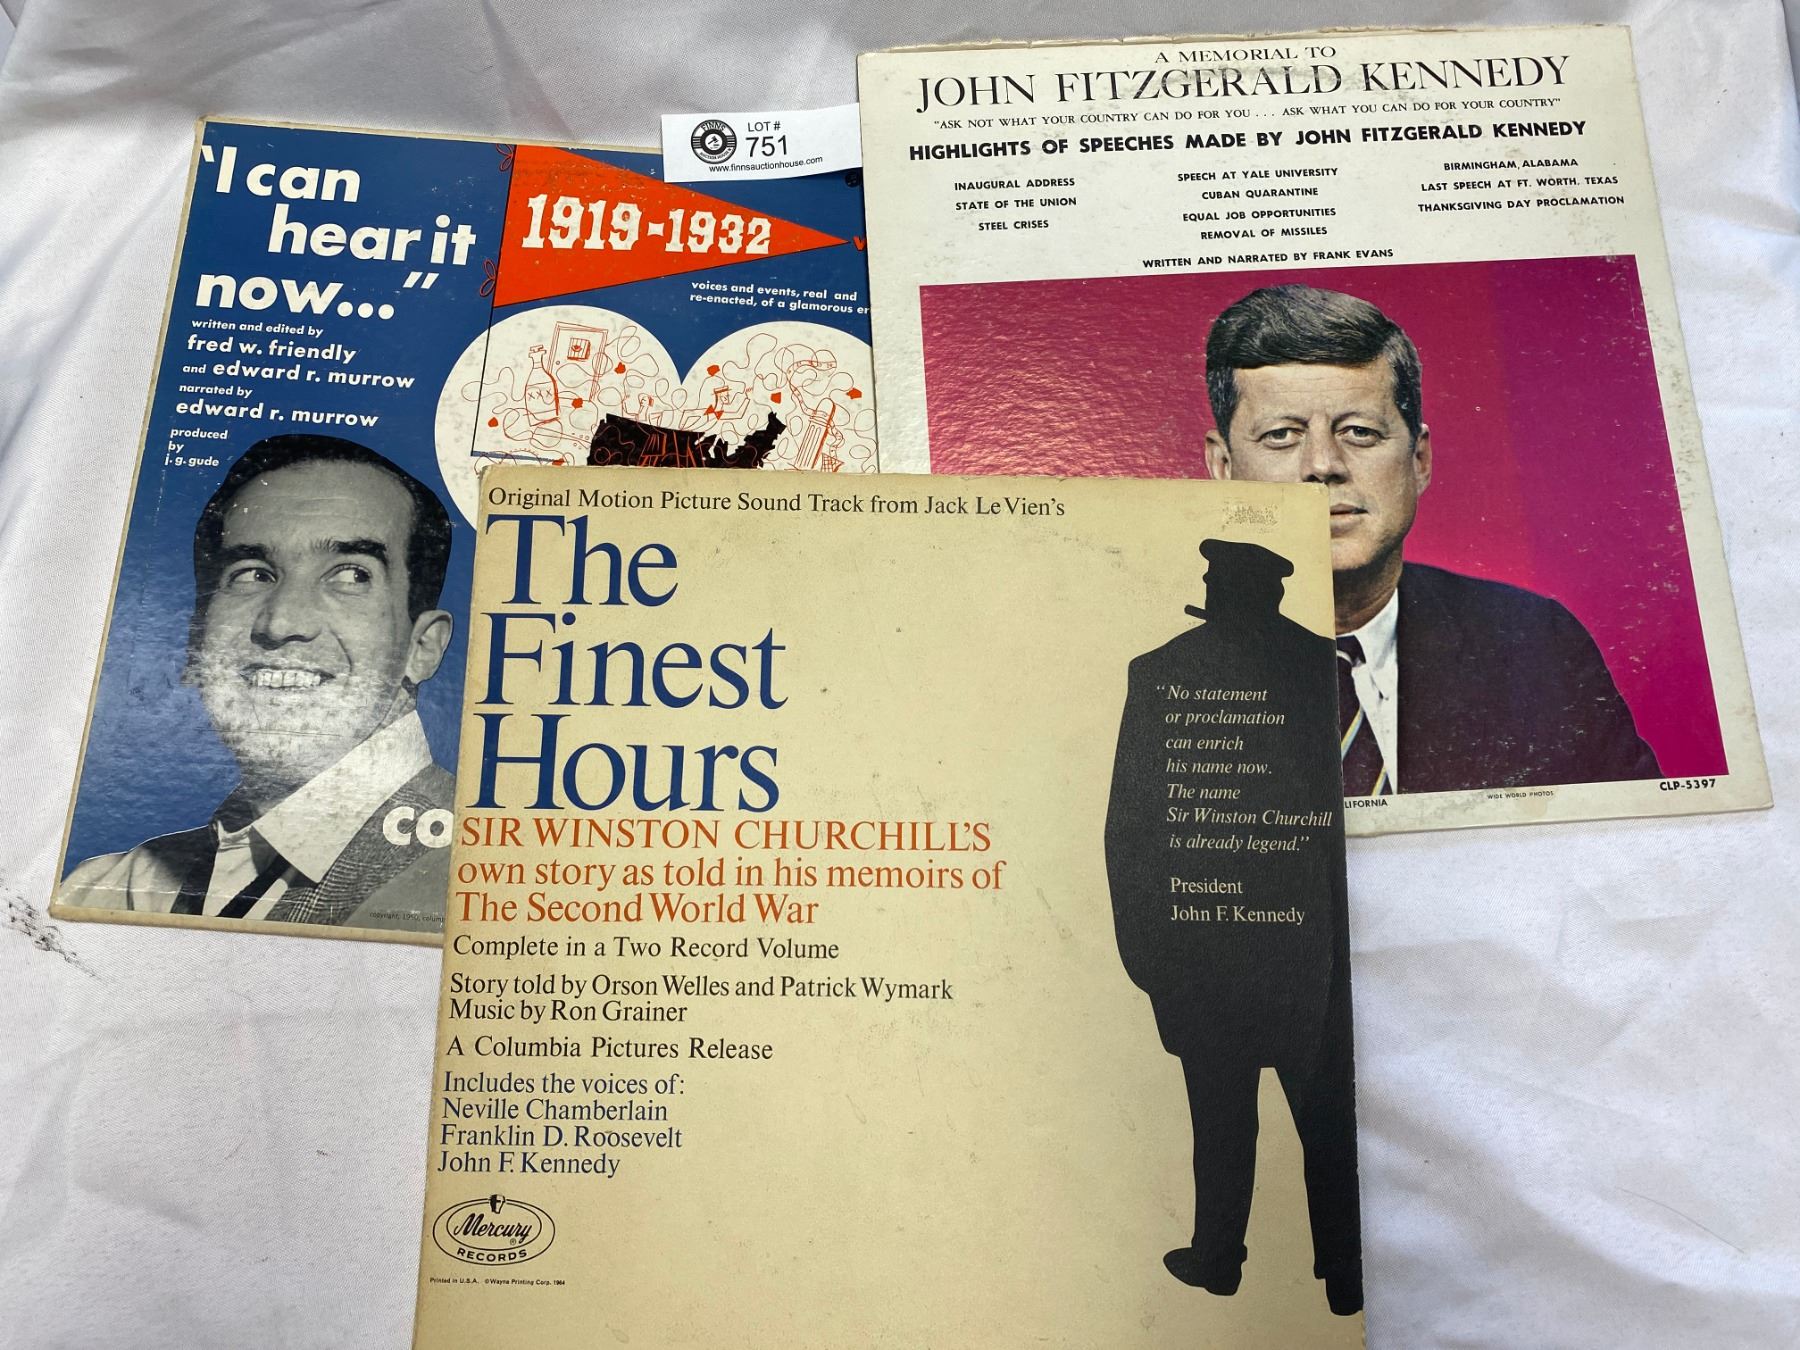 "I can
hear it
now..."
written and edited by
fred w. friendly
and edward r. murrow
narrated by
edward r. murrow
produced
by
j. g. gude
1919-1932
voices and events, real and
re-enacted, of a glamorous
XXX
co
copyright, 1950,
FINNS
LOT #
751
www.finnsauctionhouse.com
A MEMORIAL TO
JOHN FITZGERALD KENNEDY
"ASK NOT WHAT YOUR COUNTRY CAN DO FOR YOU . . . ASK WHAT YOU CAN DO FOR YOUR COUNTRY"
HIGHLIGHTS OF SPEECHES MADE BY JOHN FITZGERALD KENNEDY
INAUGURAL ADDRESS
STATE OF THE UNION
STEEL CRISES
SPEECH AT YALE UNIVERSITY
CUBAN QUARANTINE
EQUAL JOB OPPORTUNITIES
REMOVAL OF MISSILES
BIRMINGHAM, ALABAMA
LAST SPEECH AT FT. WORTH, TEXAS
THANKSGIVING DAY PROCLAMATION
WRITTEN AND NARRATED BY FRANK EVANS
LIFORNIA
WIDE WORLD PHOTOS
CLP-5397
Original Motion Picture Sound Track from Jack Le Vien's
The
Finest
Hours
SIR WINSTON CHURCHILL'S
own story as told in his memoirs of
The Second World War
Complete in a Two Record Volume
Story told by Orson Welles and Patrick Wymark
Music by Ron Grainer
A Columbia Pictures Release
Includes the voices of:
Neville Chamberlain
Franklin D. Roosevelt
John F. Kennedy
Mercury
RECORDS
Printed in U.S.A. © Wayne Printing Corp. 1964
"No statement
or proclamation
can enrich
his name now.
The name
Sir Winston Churchill
is already legend."
President
John F. Kennedy